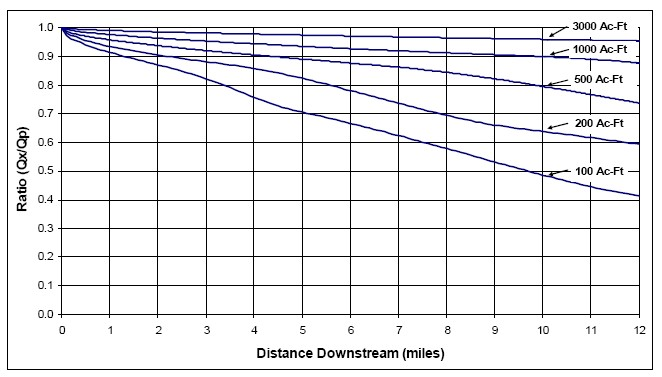 1.0
0.9
0.8
0.7
0.6
0.5
0.4
0.3
0.2
0.1
0.0
Ratio (Qx/Qp)
3000 Ac-Ft
1000 Ac-Ft
500 Ac-Ft
200 Ac-Ft
100 Ac-Ft
0 1 2 3 4 5 6 7 8 9 10 11 12
Distance Downstream (miles)